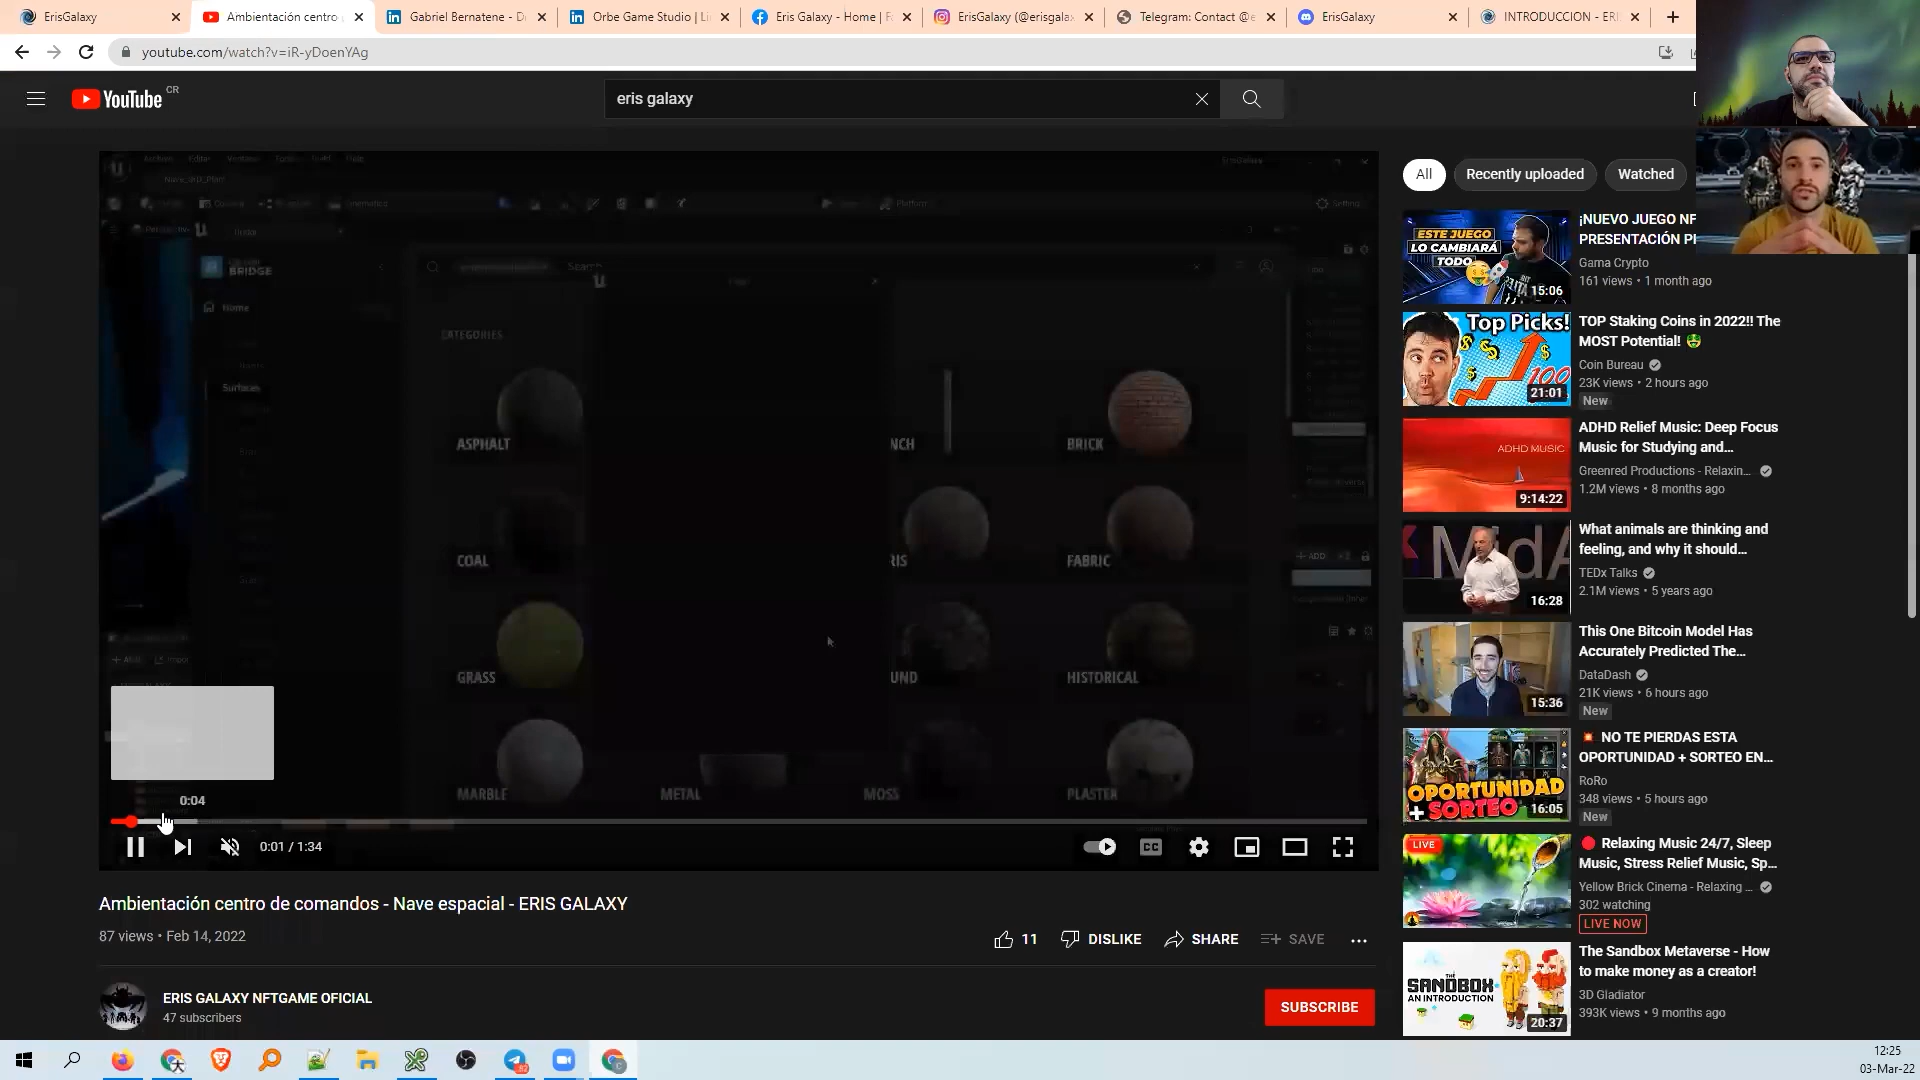 ErisGalaxy
Ambientación centro
Gabriel Bernatene - D
Orbe Game Studio | Li
Eris Galaxy - Home | F
ErisGalaxy (@erisgala
Telegram: Contact @e
ErisGalaxy
INTRODUCCION - ERI
youtube.com/watch?v=iR-yDoenYAg
YouTube CR
eris galaxy
BRIDGE
Home
Search
CATEGORIES
Surfaces
ASPHALT
NCH
BRICK
COAL
RIS
FABRIC
GRASS
UND
HISTORICAL
MARBLE
METAL
MOSS
PLASTER
0:04
0:01 / 1:34
CC
Ambientación centro de comandos - Nave espacial - ERIS GALAXY
87 views • Feb 14, 2022
11
DISLIKE
SHARE
SAVE
ERIS GALAXY NFTGAME OFICIAL
47 subscribers
SUBSCRIBE
All
Recently uploaded
Watched
ESTE JUEGO
LO CAMBIARÁ
TODO
15:06
¡NUEVO JUEGO NF
PRESENTACIÓN PI
Gama Crypto
161 views • 1 month ago
Top Picks!
100
21:01
TOP Staking Coins in 2022!! The
MOST Potential! 🤑
Coin Bureau
23K views • 2 hours ago
New
ADHD MUSIC
9:14:22
ADHD Relief Music: Deep Focus
Music for Studying and...
Greenred Productions - Relaxin...
1.2M views • 8 months ago
MidA
16:28
What animals are thinking and
feeling, and why it should...
TEDx Talks
2.1M views • 5 years ago
15:36
This One Bitcoin Model Has
Accurately Predicted The...
DataDash
21K views • 6 hours ago
New
OPORTUNIDAD
+ SORTEO
16:05
💥 NO TE PIERDAS ESTA
OPORTUNIDAD + SORTEO EN...
RoRo
348 views • 5 hours ago
New
LIVE
🔴 Relaxing Music 24/7, Sleep
Music, Stress Relief Music, Sp...
Yellow Brick Cinema - Relaxing ...
302 watching
LIVE NOW
THE
SANDBOX
AN INTRODUCTION
20:37
The Sandbox Metaverse - How
to make money as a creator!
3D Gladiator
393K views • 9 months ago
12:25
03-Mar-22